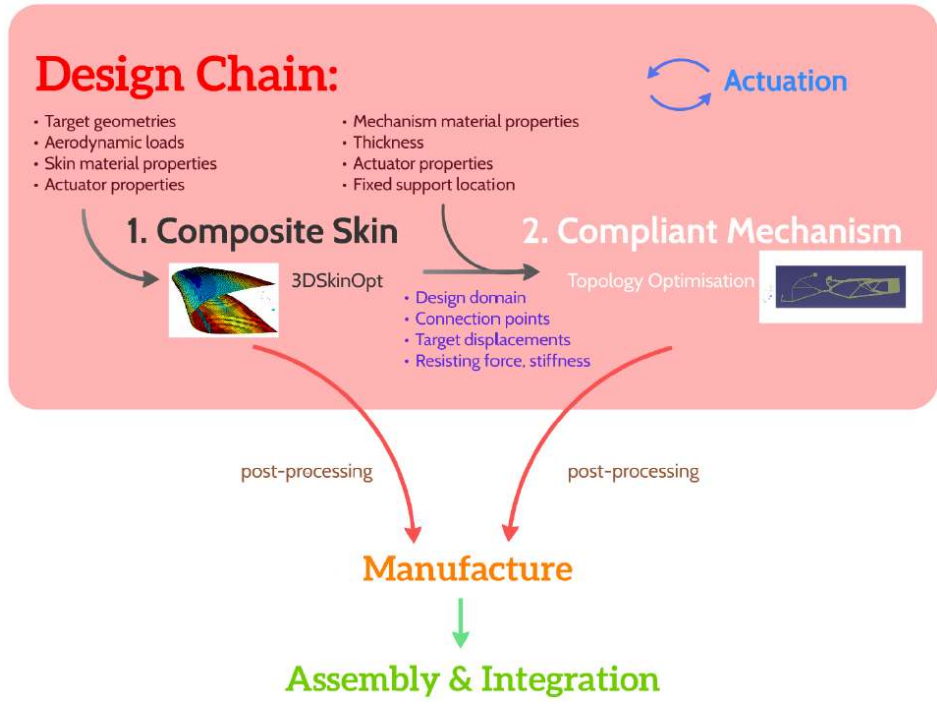 Design Chain:
Actuation
• Target geometries
• Aerodynamic loads
• Skin material properties
• Actuator properties
• Mechanism material properties
• Thickness
• Actuator properties
• Fixed support location
1. Composite Skin
3DSkinOpt
• Design domain
• Connection points
• Target displacements
• Resisting force, stiffness
2. Compliant Mechanism
Topology Optimisation
post-processing
post-processing
Manufacture
Assembly & Integration